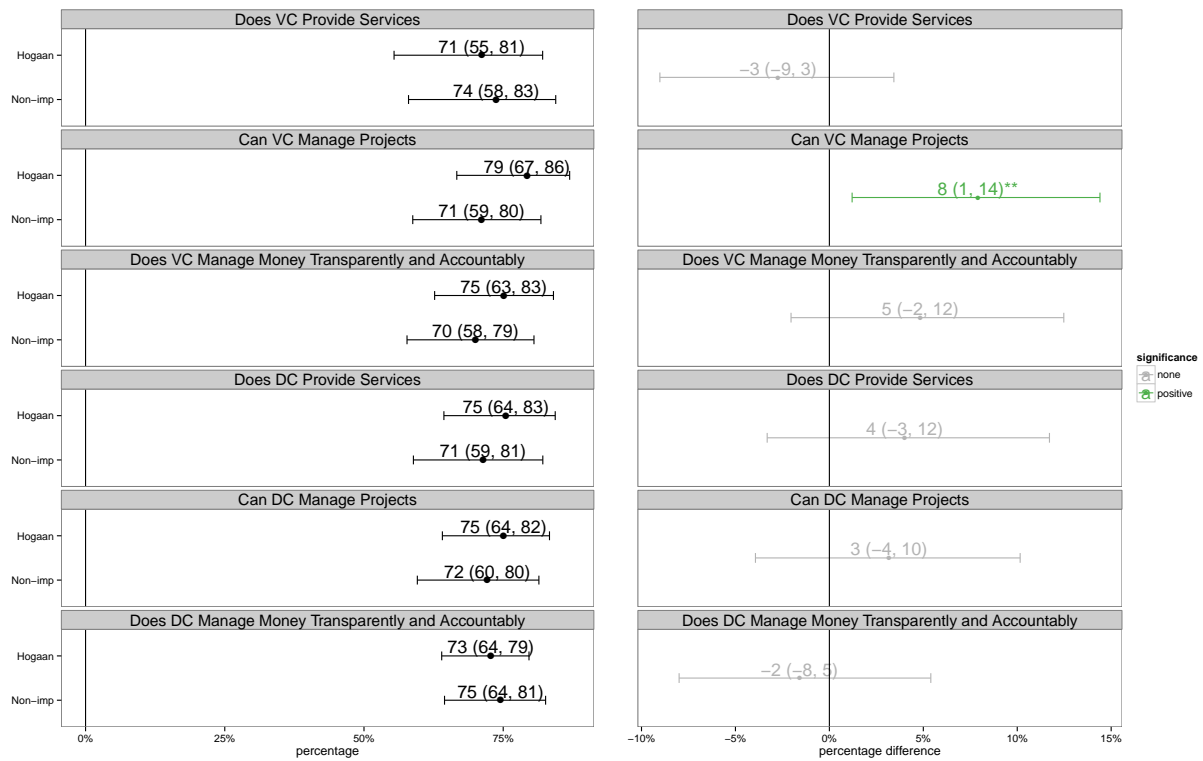 Does VC Provide Services
Hogaan
71 (55, 81)
Non−imp
74 (58, 83)
Can VC Manage Projects
Hogaan
79 (67, 86)
Non−imp
71 (59, 80)
Does VC Manage Money Transparently and Accountably
Hogaan
75 (63, 83)
Non−imp
70 (58, 79)
Does DC Provide Services
Hogaan
75 (64, 83)
Non−imp
71 (59, 81)
Can DC Manage Projects
Hogaan
75 (64, 82)
Non−imp
72 (60, 80)
Does DC Manage Money Transparently and Accountably
Hogaan
73 (64, 79)
Non−imp
75 (64, 81)
0% 25% 50% 75%
percentage
Does VC Provide Services
−3 (−9, 3)
Can VC Manage Projects
8 (1, 14)**
Does VC Manage Money Transparently and Accountably
5 (−2, 12)
Does DC Provide Services
4 (−3, 12)
Can DC Manage Projects
3 (−4, 10)
Does DC Manage Money Transparently and Accountably
−2 (−8, 5)
−10% −5% 0% 5% 10% 15%
percentage difference
significance
a none
a positive